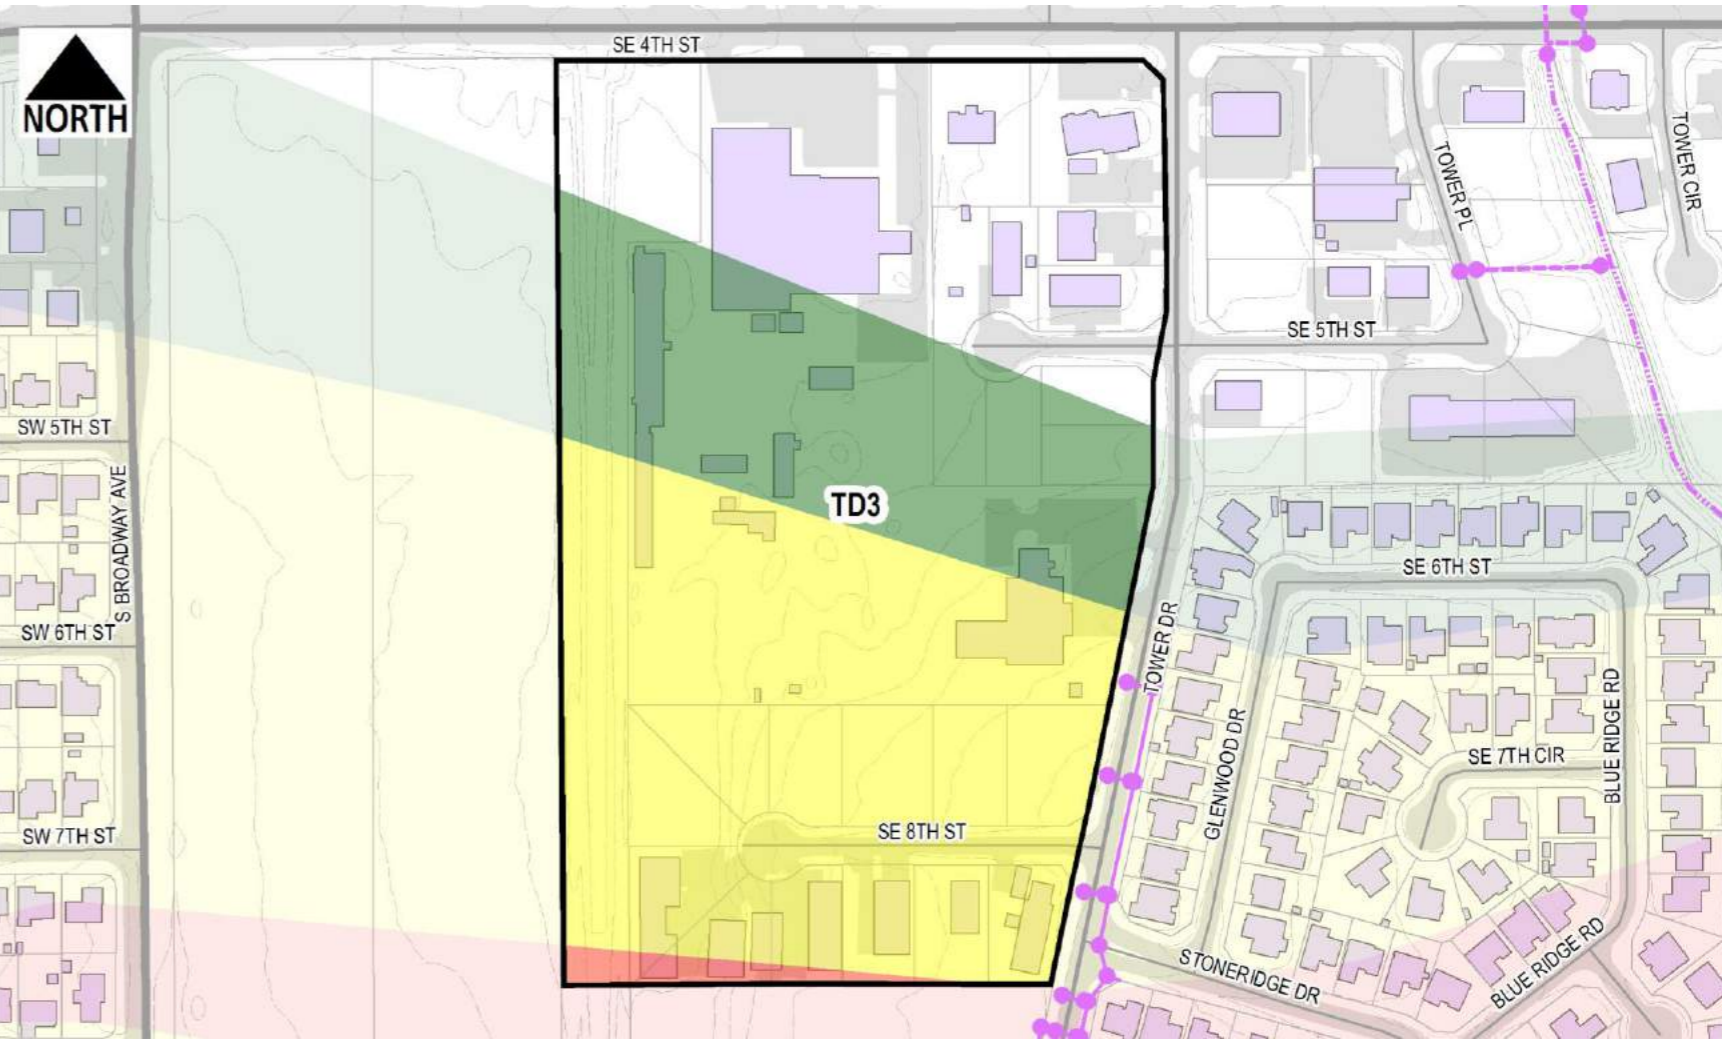 SE 4TH ST
NORTH
TOWER CIR
TOWER PL
SE 5TH ST
SW 5TH ST
S BROADWAY AVE
TD3
SE 6TH ST
SW 6TH ST
TOWER DR
BLUE RIDGE RD
GLENWOOD DR
SE 7TH CIR
SW 7TH ST
SE 8TH ST
STONERIDGE DR
BLUE RIDGE RD